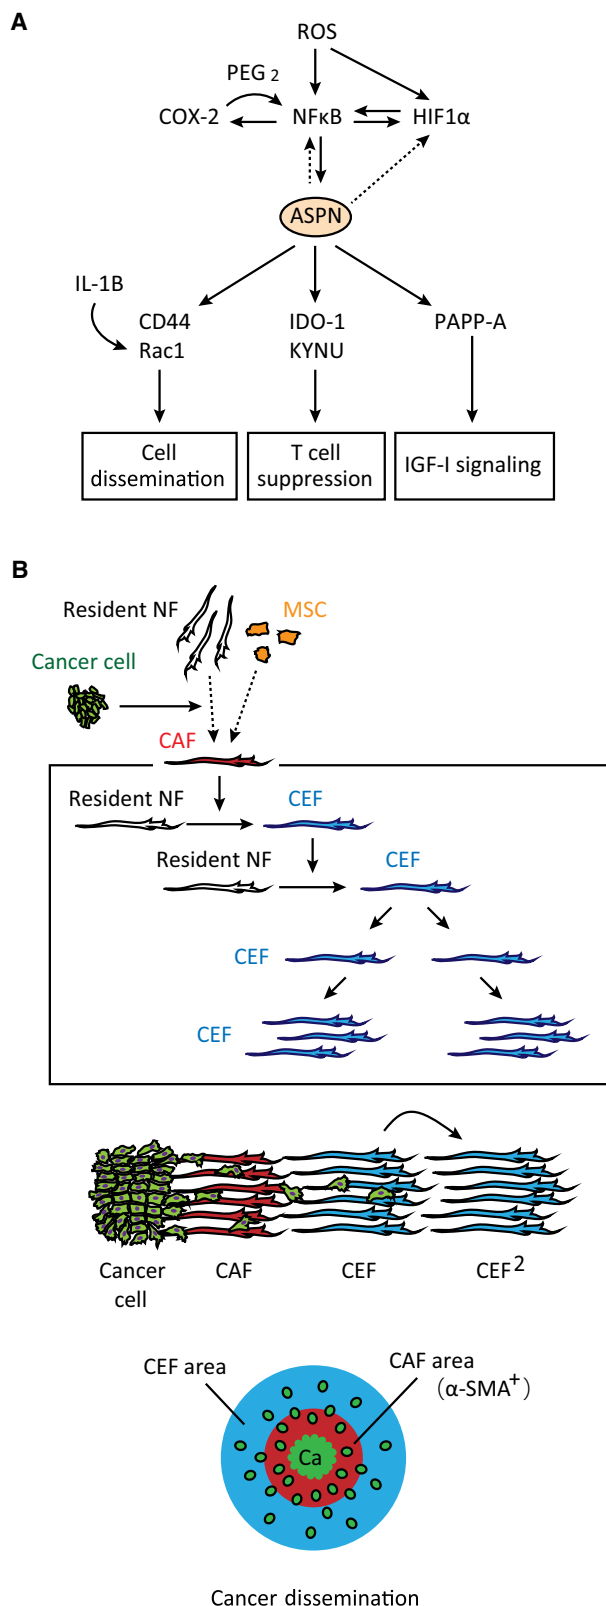 A
ROS
PEG 2
COX-2 NFκB HIF1α
ASPN
IL-1B
CD44 IDO-1 PAPP-A
Rac1 KYNU
Cell T cell IGF-I signaling
dissemination suppression
B
Resident NF MSC
Cancer cell
CAF
Resident NF CEF
Resident NF CEF
CEF
CEF
Cancer CAF CEF CEF2
cell
CEF area CAF area
(α-SMA+)
Ca
Cancer dissemination